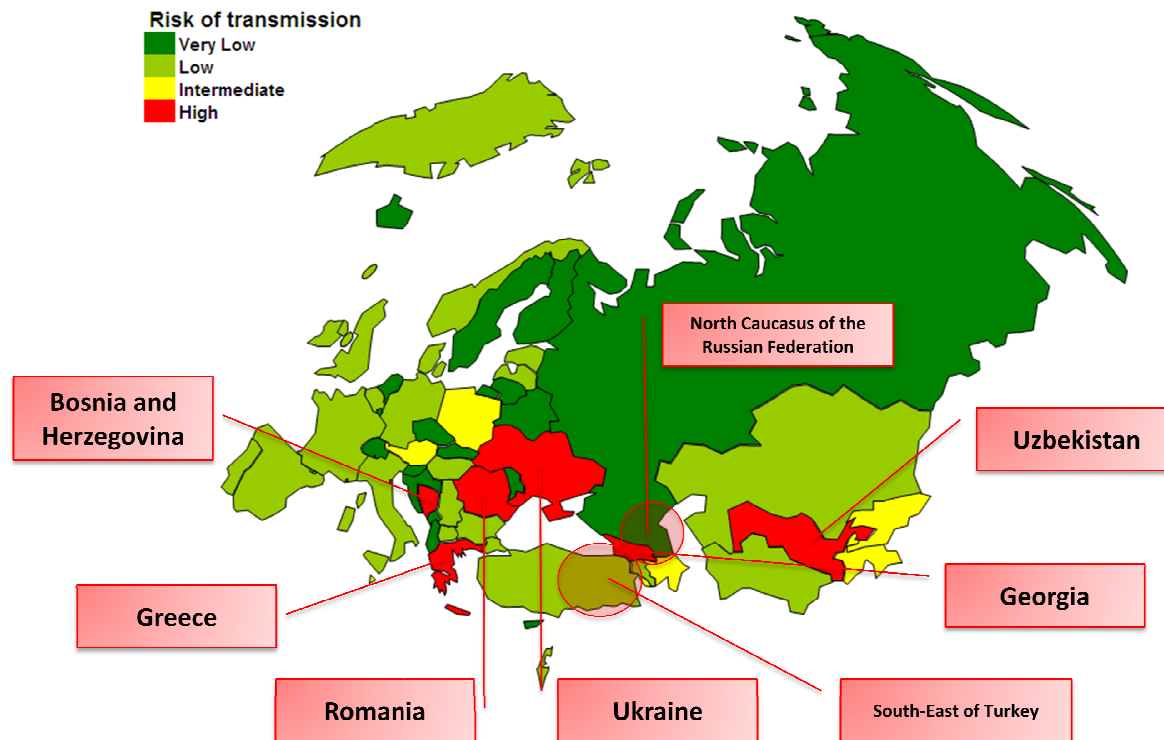 Risk of transmission
Very Low
Low
Intermediate
High
North Caucasus of the
Russian Federation
Bosnia and
Herzegovina
Uzbekistan
Greece
Georgia
Romania
Ukraine
South-East of Turkey